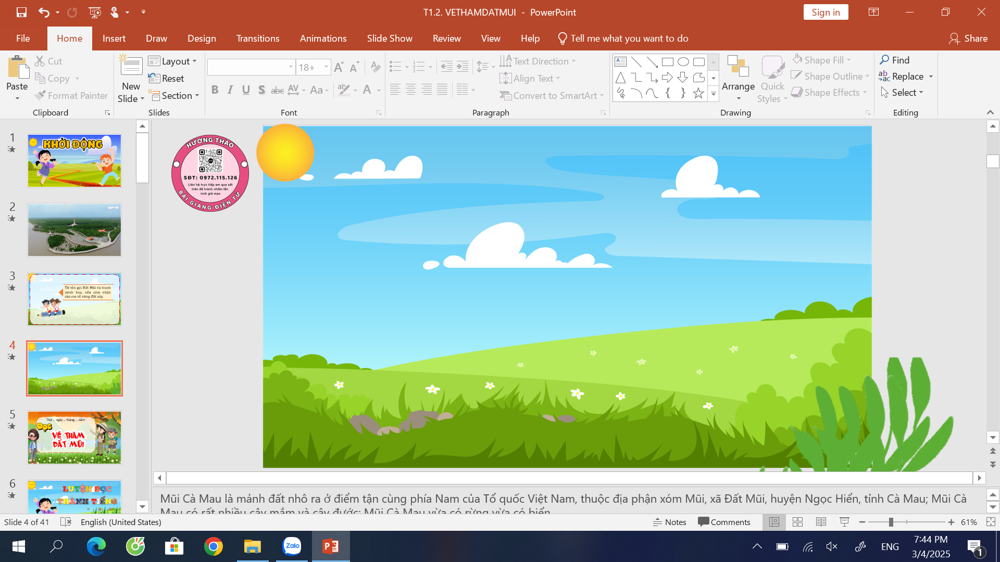 T1.2. VETHAMDATMUI - PowerPoint
Sign in
File
Home
Insert
Draw
Design
Transitions
Animations
Slide Show
Review
View
Help
Tell me what you want to do
Share
Paste
Cut
Copy
Format Painter
Clipboard
New Slide
Layout
Reset
Section
Slides
18+
B I U S abc AV Aa A
Font
Text Direction
Align Text
Convert to SmartArt
Paragraph
Arrange
Quick Styles
Shape Fill
Shape Outline
Shape Effects
Drawing
Find
Replace
Select
Editing
1
KHỞI ĐỘNG
2
3
Từ tên gọi Đất Mũi và tranh
minh hoạ, nêu cảm nhận
của em về vùng đất này.
4
5
Thứ ... ngày ... tháng ... năm
ĐỌC
VỀ THĂM
ĐẤT MŨI
6
LUYỆN ĐỌC
THÀNH TIẾNG
HƯƠNG THẢO
SĐT: 0972.115.126
Liên hệ trực tiếp em qua sđt
trên để tránh nhầm lẫn
nick giả mạo
BÀI GIẢNG ĐIỆN TỬ
Mũi Cà Mau là mảnh đất nhô ra ở điểm tận cùng phía Nam của Tổ quốc Việt Nam, thuộc địa phận xóm Mũi, xã Đất Mũi, huyện Ngọc Hiển, tỉnh Cà Mau; Mũi Cà
Mau có rất nhiều cây mắm và cây đước; Mũi Cà Mau vừa có rừng vừa có biển
Slide 4 of 41
English (United States)
Notes
Comments
61%
Zalo
ENG
7:44 PM
3/4/2025
1